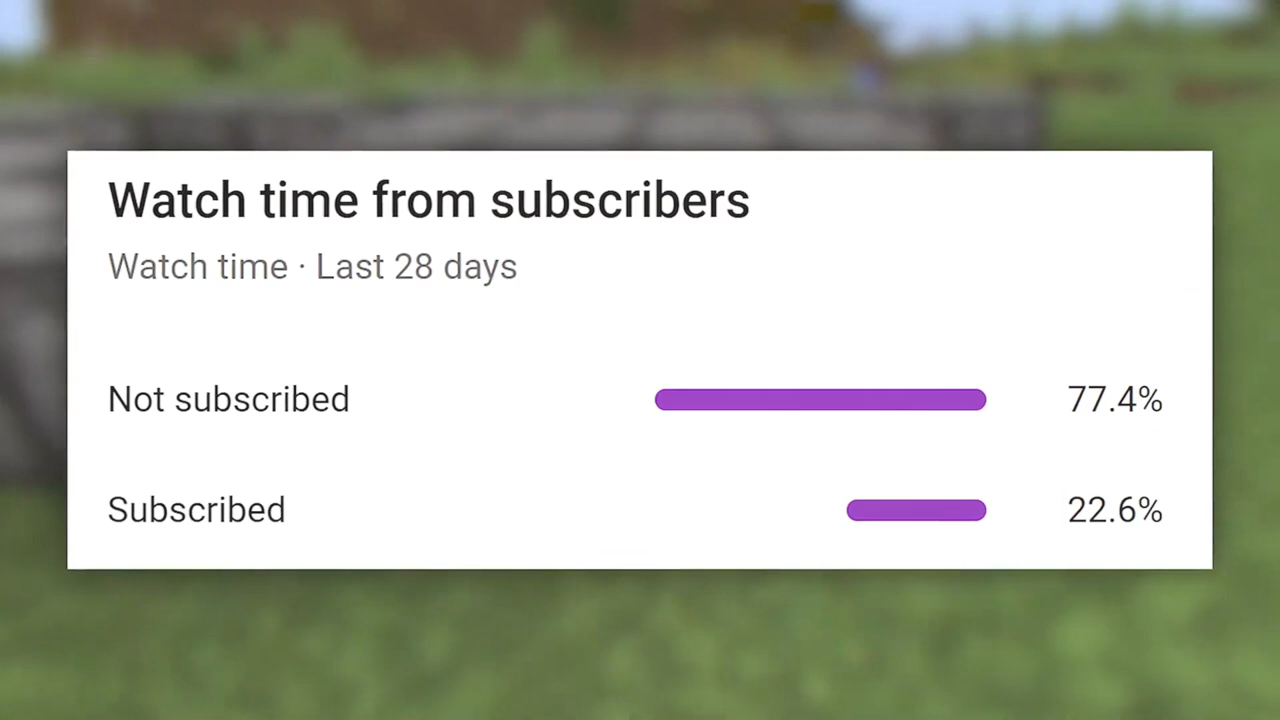 Watch time from subscribers
Watch time · Last 28 days
Not subscribed 77.4%
Subscribed 22.6%